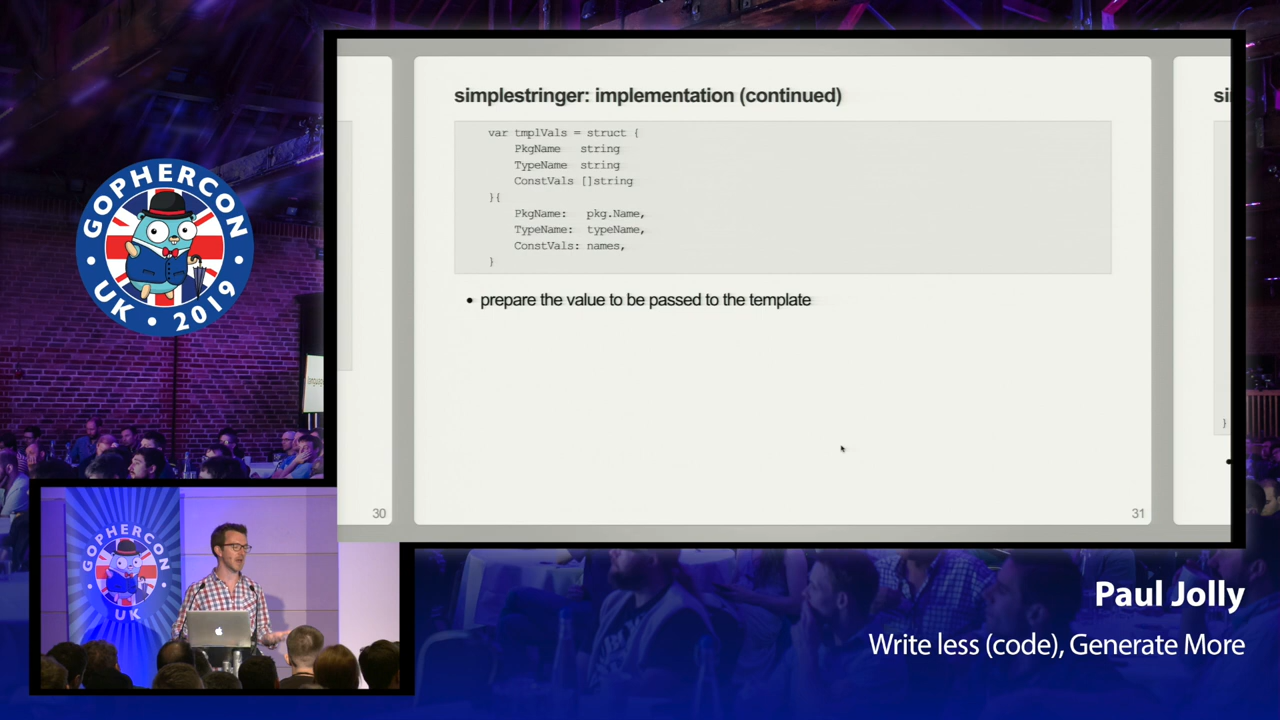 simplestringer: implementation (continued)
si
var tmplVals = struct {
PkgName string
TypeName string
ConstVals []string
}{
PkgName: pkg.Name,
TypeName: typeName,
ConstVals: names,
}
• prepare the value to be passed to the template
}
30
31
GOPHERCON
UK • 2019
GOPHERCON
UK
Paul Jolly
Write less (code), Generate More